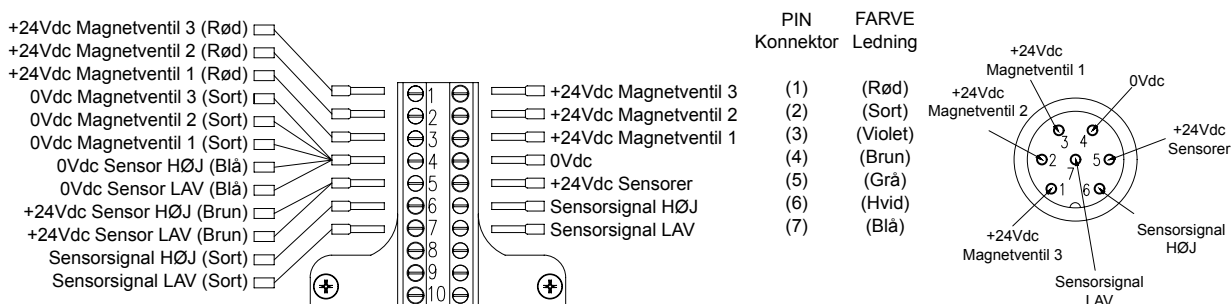 +24Vdc Magnetventil 3 (Rød)
+24Vdc Magnetventil 2 (Rød)
+24Vdc Magnetventil 1 (Rød)
0Vdc Magnetventil 3 (Sort)
0Vdc Magnetventil 2 (Sort)
0Vdc Magnetventil 1 (Sort)
0Vdc Sensor HØJ (Blå)
0Vdc Sensor LAV (Blå)
+24Vdc Sensor HØJ (Brun)
+24Vdc Sensor LAV (Brun)
Sensorsignal HØJ (Sort)
Sensorsignal LAV (Sort)
1
2
3
4
5
6
7
8
9
10
+24Vdc Magnetventil 3
+24Vdc Magnetventil 2
+24Vdc Magnetventil 1
0Vdc
+24Vdc Sensorer
Sensorsignal HØJ
Sensorsignal LAV
PIN FARVE
Konnektor Ledning
(1) (Rød)
(2) (Sort)
(3) (Violet)
(4) (Brun)
(5) (Grå)
(6) (Hvid)
(7) (Blå)
+24Vdc
Magnetventil 1
+24Vdc
Magnetventil 2
0Vdc
+24Vdc
Sensorer
3 4
2 7 5
1 6
+24Vdc
Magnetventil 3
Sensorsignal
HØJ
Sensorsignal
LAV